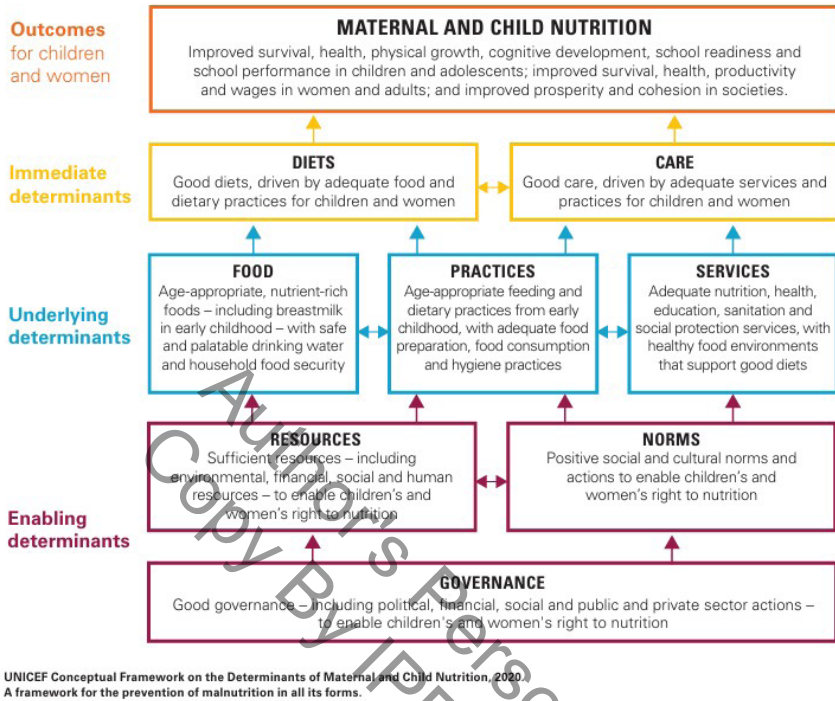 Outcomes
for children
and women
MATERNAL AND CHILD NUTRITION
Improved survival, health, physical growth, cognitive development, school readiness and
school performance in children and adolescents; improved survival, health, productivity
and wages in women and adults; and improved prosperity and cohesion in societies.
Immediate
determinants
DIETS
Good diets, driven by adequate food and
dietary practices for children and women
CARE
Good care, driven by adequate services and
practices for children and women
Underlying
determinants
FOOD
Age-appropriate, nutrient-rich
foods – including breastmilk
in early childhood – with safe
and palatable drinking water
and household food security
PRACTICES
Age-appropriate feeding and
dietary practices from early
childhood, with adequate food
preparation, food consumption
and hygiene practices
SERVICES
Adequate nutrition, health,
education, sanitation and
social protection services, with
healthy food environments
that support good diets
Enabling
determinants
RESOURCES
Sufficient resources – including
environmental, financial, social and human
resources – to enable children's and
women's right to nutrition
NORMS
Positive social and cultural norms and
actions to enable children's and
women's right to nutrition
GOVERNANCE
Good governance – including political, financial, social and public and private sector actions –
to enable children's and women's right to nutrition
UNICEF Conceptual Framework on the Determinants of Maternal and Child Nutrition, 2020.
A framework for the prevention of malnutrition in all its forms.
Author's
Copy By